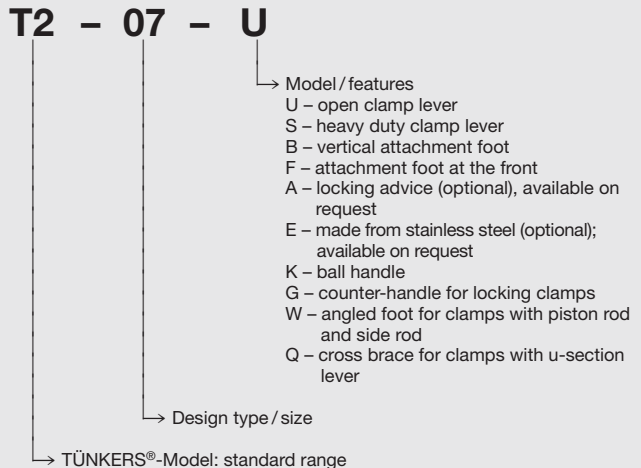 T2 – 07 – U
Model / features
U – open clamp lever
S – heavy duty clamp lever
B – vertical attachment foot
F – attachment foot at the front
A – locking advice (optional), available on
request
E – made from stainless steel (optional);
available on request
K – ball handle
G – counter-handle for locking clamps
W – angled foot for clamps with piston rod
and side rod
Q – cross brace for clamps with u-section
lever
Design type / size
TÜNKERS®-Model: standard range